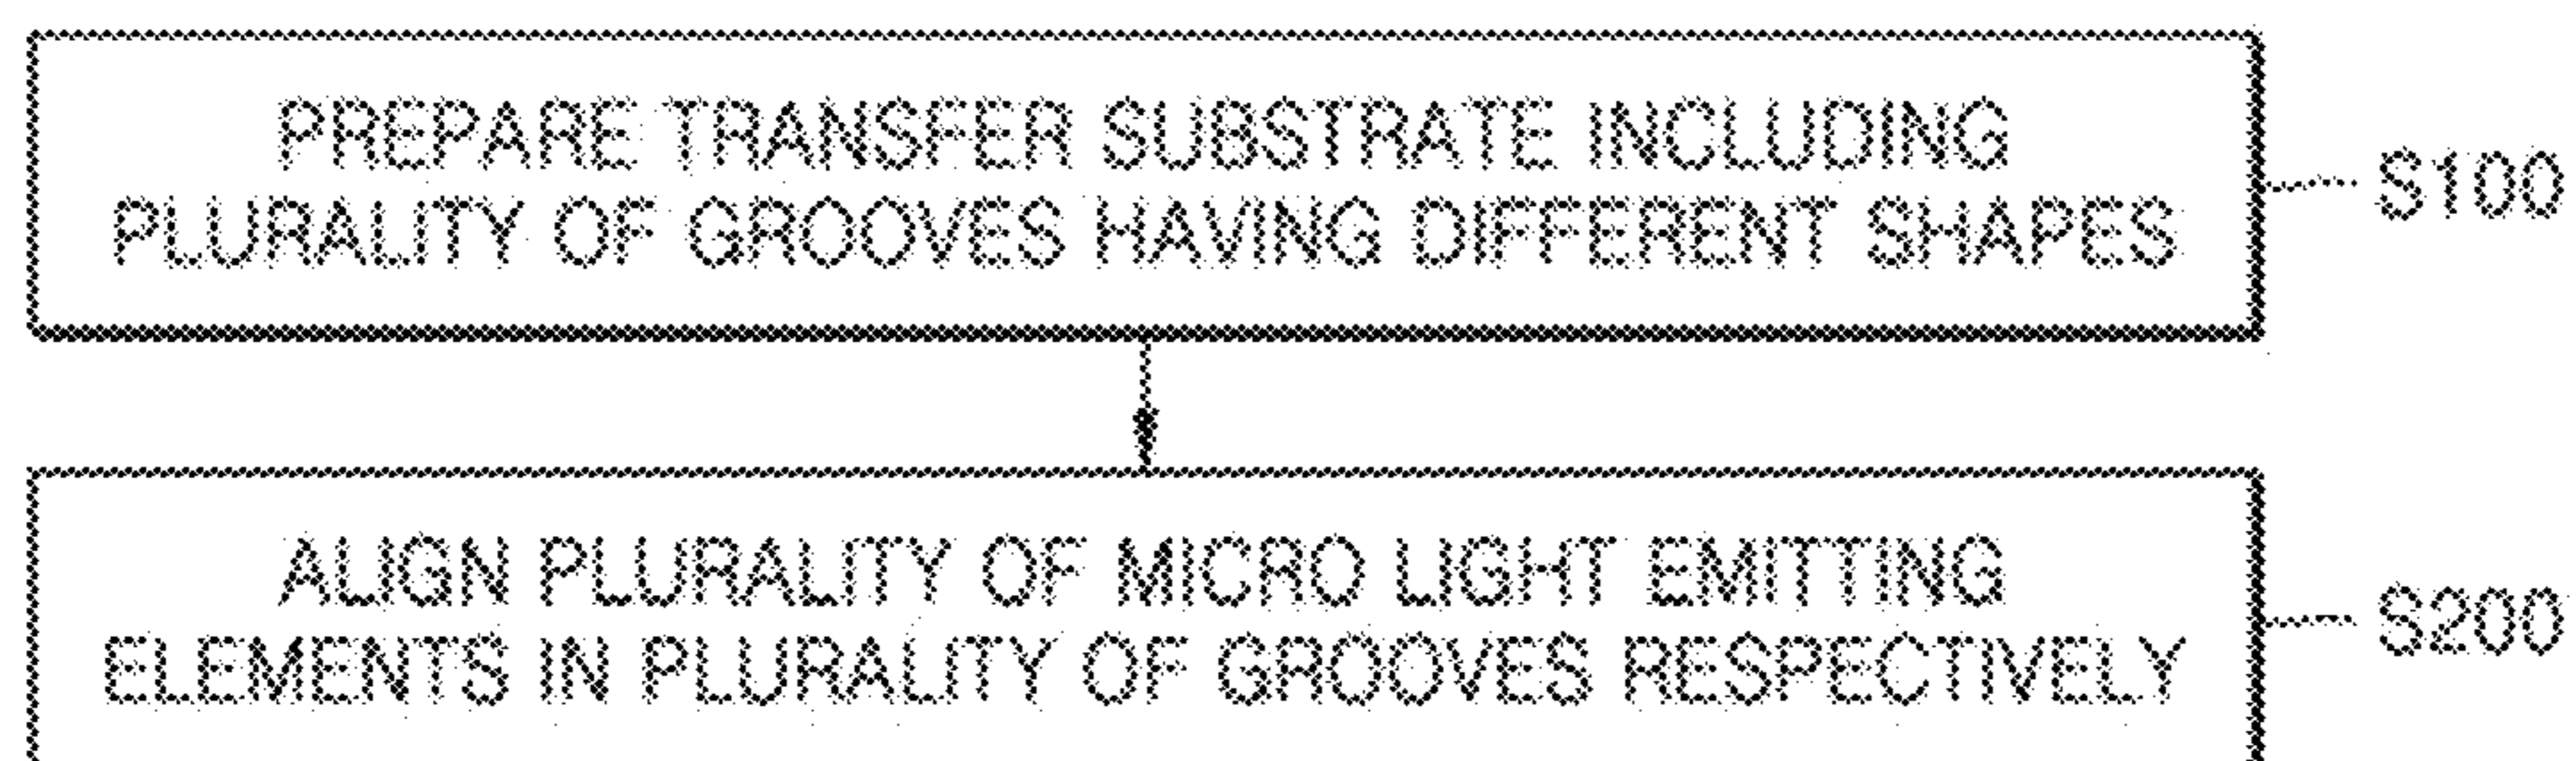 PREPARE TRANSFER SUBSTRATE INCLUDING
PLURALITY OF GROOVES HAVING DIFFERENT SHAPES
S100
ALIGN PLURALITY OF MICRO LIGHT EMITTING
ELEMENTS IN PLURALITY OF GROOVES RESPECTIVELY
S200